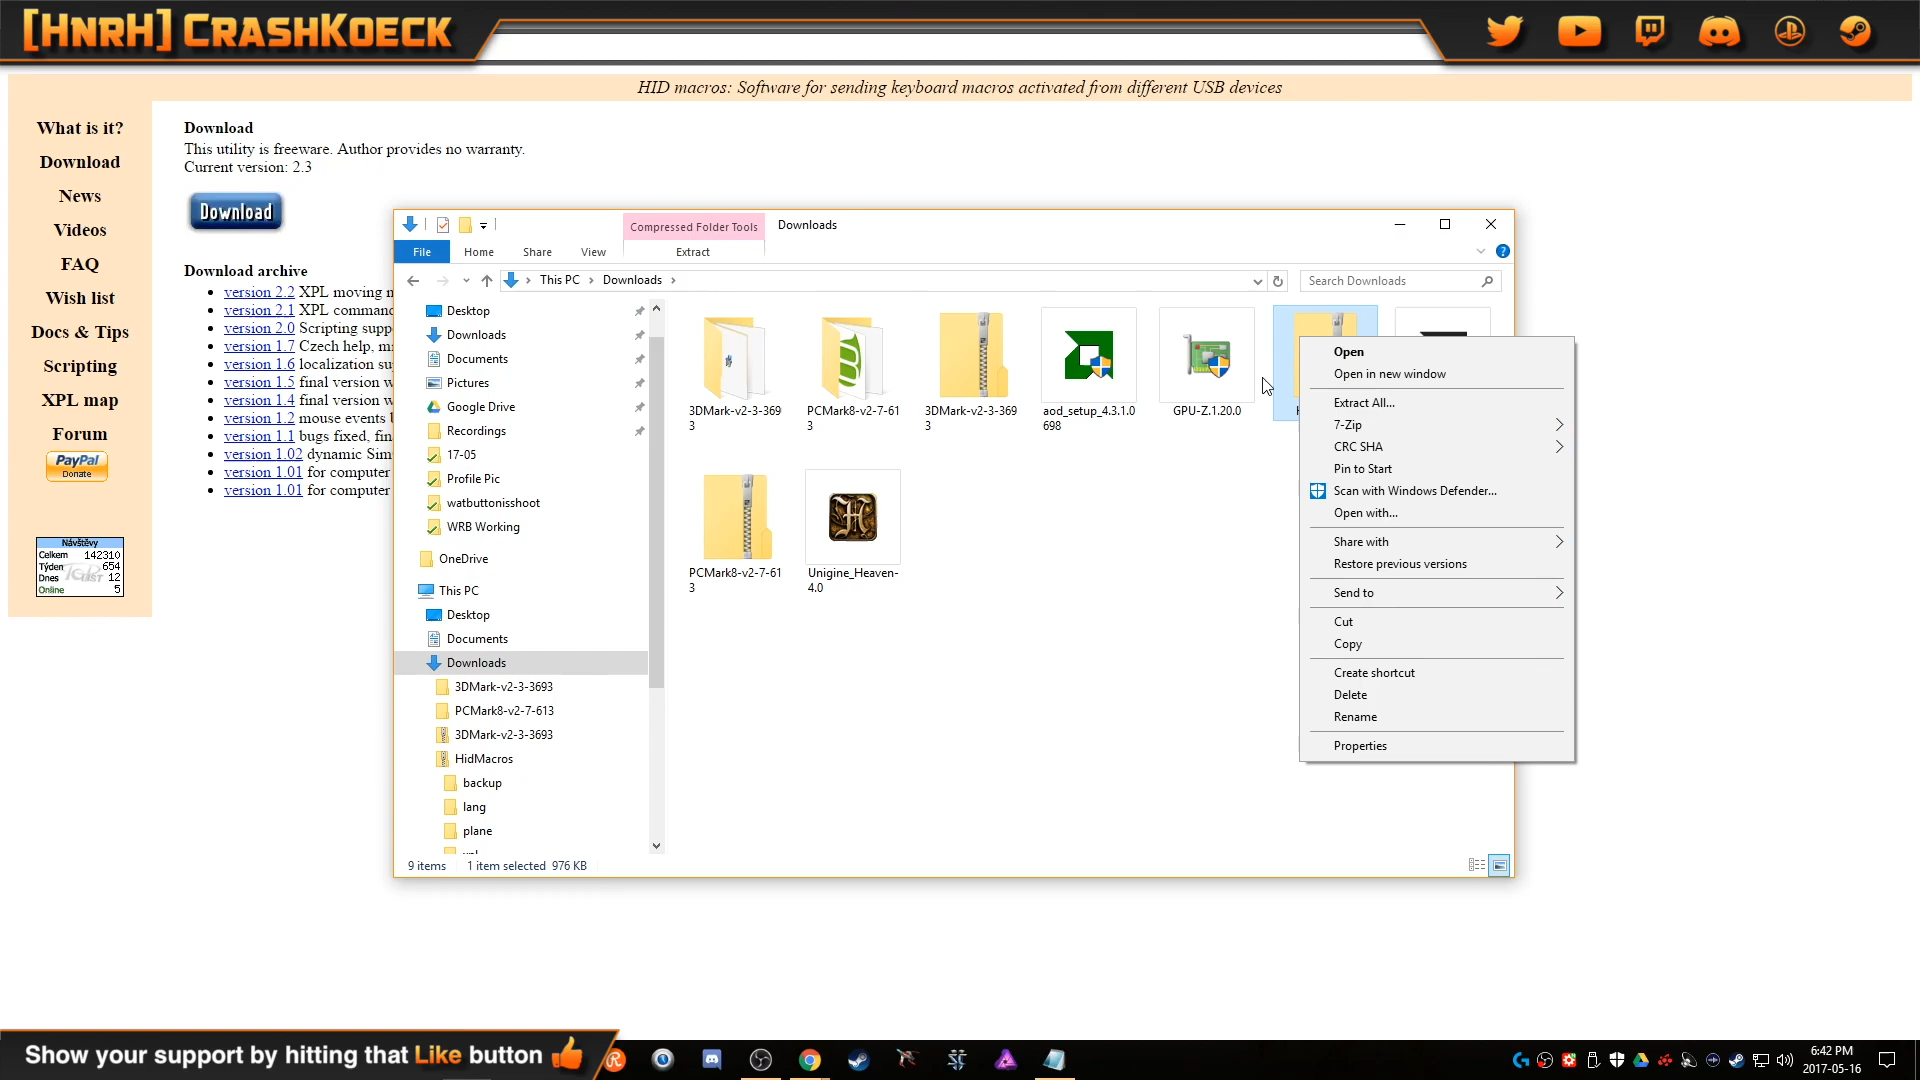 [HnrH] CrashKoeck
HID macros: Software for sending keyboard macros activated from different USB devices
What is it?
Download
News
Videos
FAQ
Wish list
Docs & Tips
Scripting
XPL map
Forum
PayPal
Donate
Návštěvy
Celkem 142310
Týden 654
Dnes 12
Online 5
Download
This utility is freeware. Author provides no warranty.
Current version: 2.3
Download
Download archive
version 2.2 XPL moving
version 2.1 XPL comman
version 2.0 Scripting supp
version 1.7 Czech help,
version 1.6 localization su
version 1.5 final version
version 1.4 final version
version 1.2 mouse events
version 1.1 bugs fixed,
version 1.02 dynamic Sim
version 1.01 for computer
version 1.01 for computer
Compressed Folder Tools
Downloads
File
Home
Share
View
Extract
This PC
Downloads
Search Downloads
Desktop
Downloads
Documents
Pictures
Google Drive
Recordings
17-05
Profile Pic
watbuttonisshoot
WRB Working
OneDrive
This PC
Desktop
Documents
Downloads
3DMark-v2-3-3693
PCMark8-v2-7-613
3DMark-v2-3-3693
HidMacros
backup
lang
plane
3DMark-v2-3-369
3
PCMark8-v2-7-61
3
3DMark-v2-3-369
3
aod_setup_4.3.1.0
698
GPU-Z.1.20.0
PCMark8-v2-7-61
3
Unigine_Heaven-
4.0
9 items
1 item selected 976 KB
Open
Open in new window
Extract All...
7-Zip
CRC SHA
Pin to Start
Scan with Windows Defender...
Open with...
Share with
Restore previous versions
Send to
Cut
Copy
Create shortcut
Delete
Rename
Properties
Show your support by hitting that Like button
6:42 PM
2017-05-16